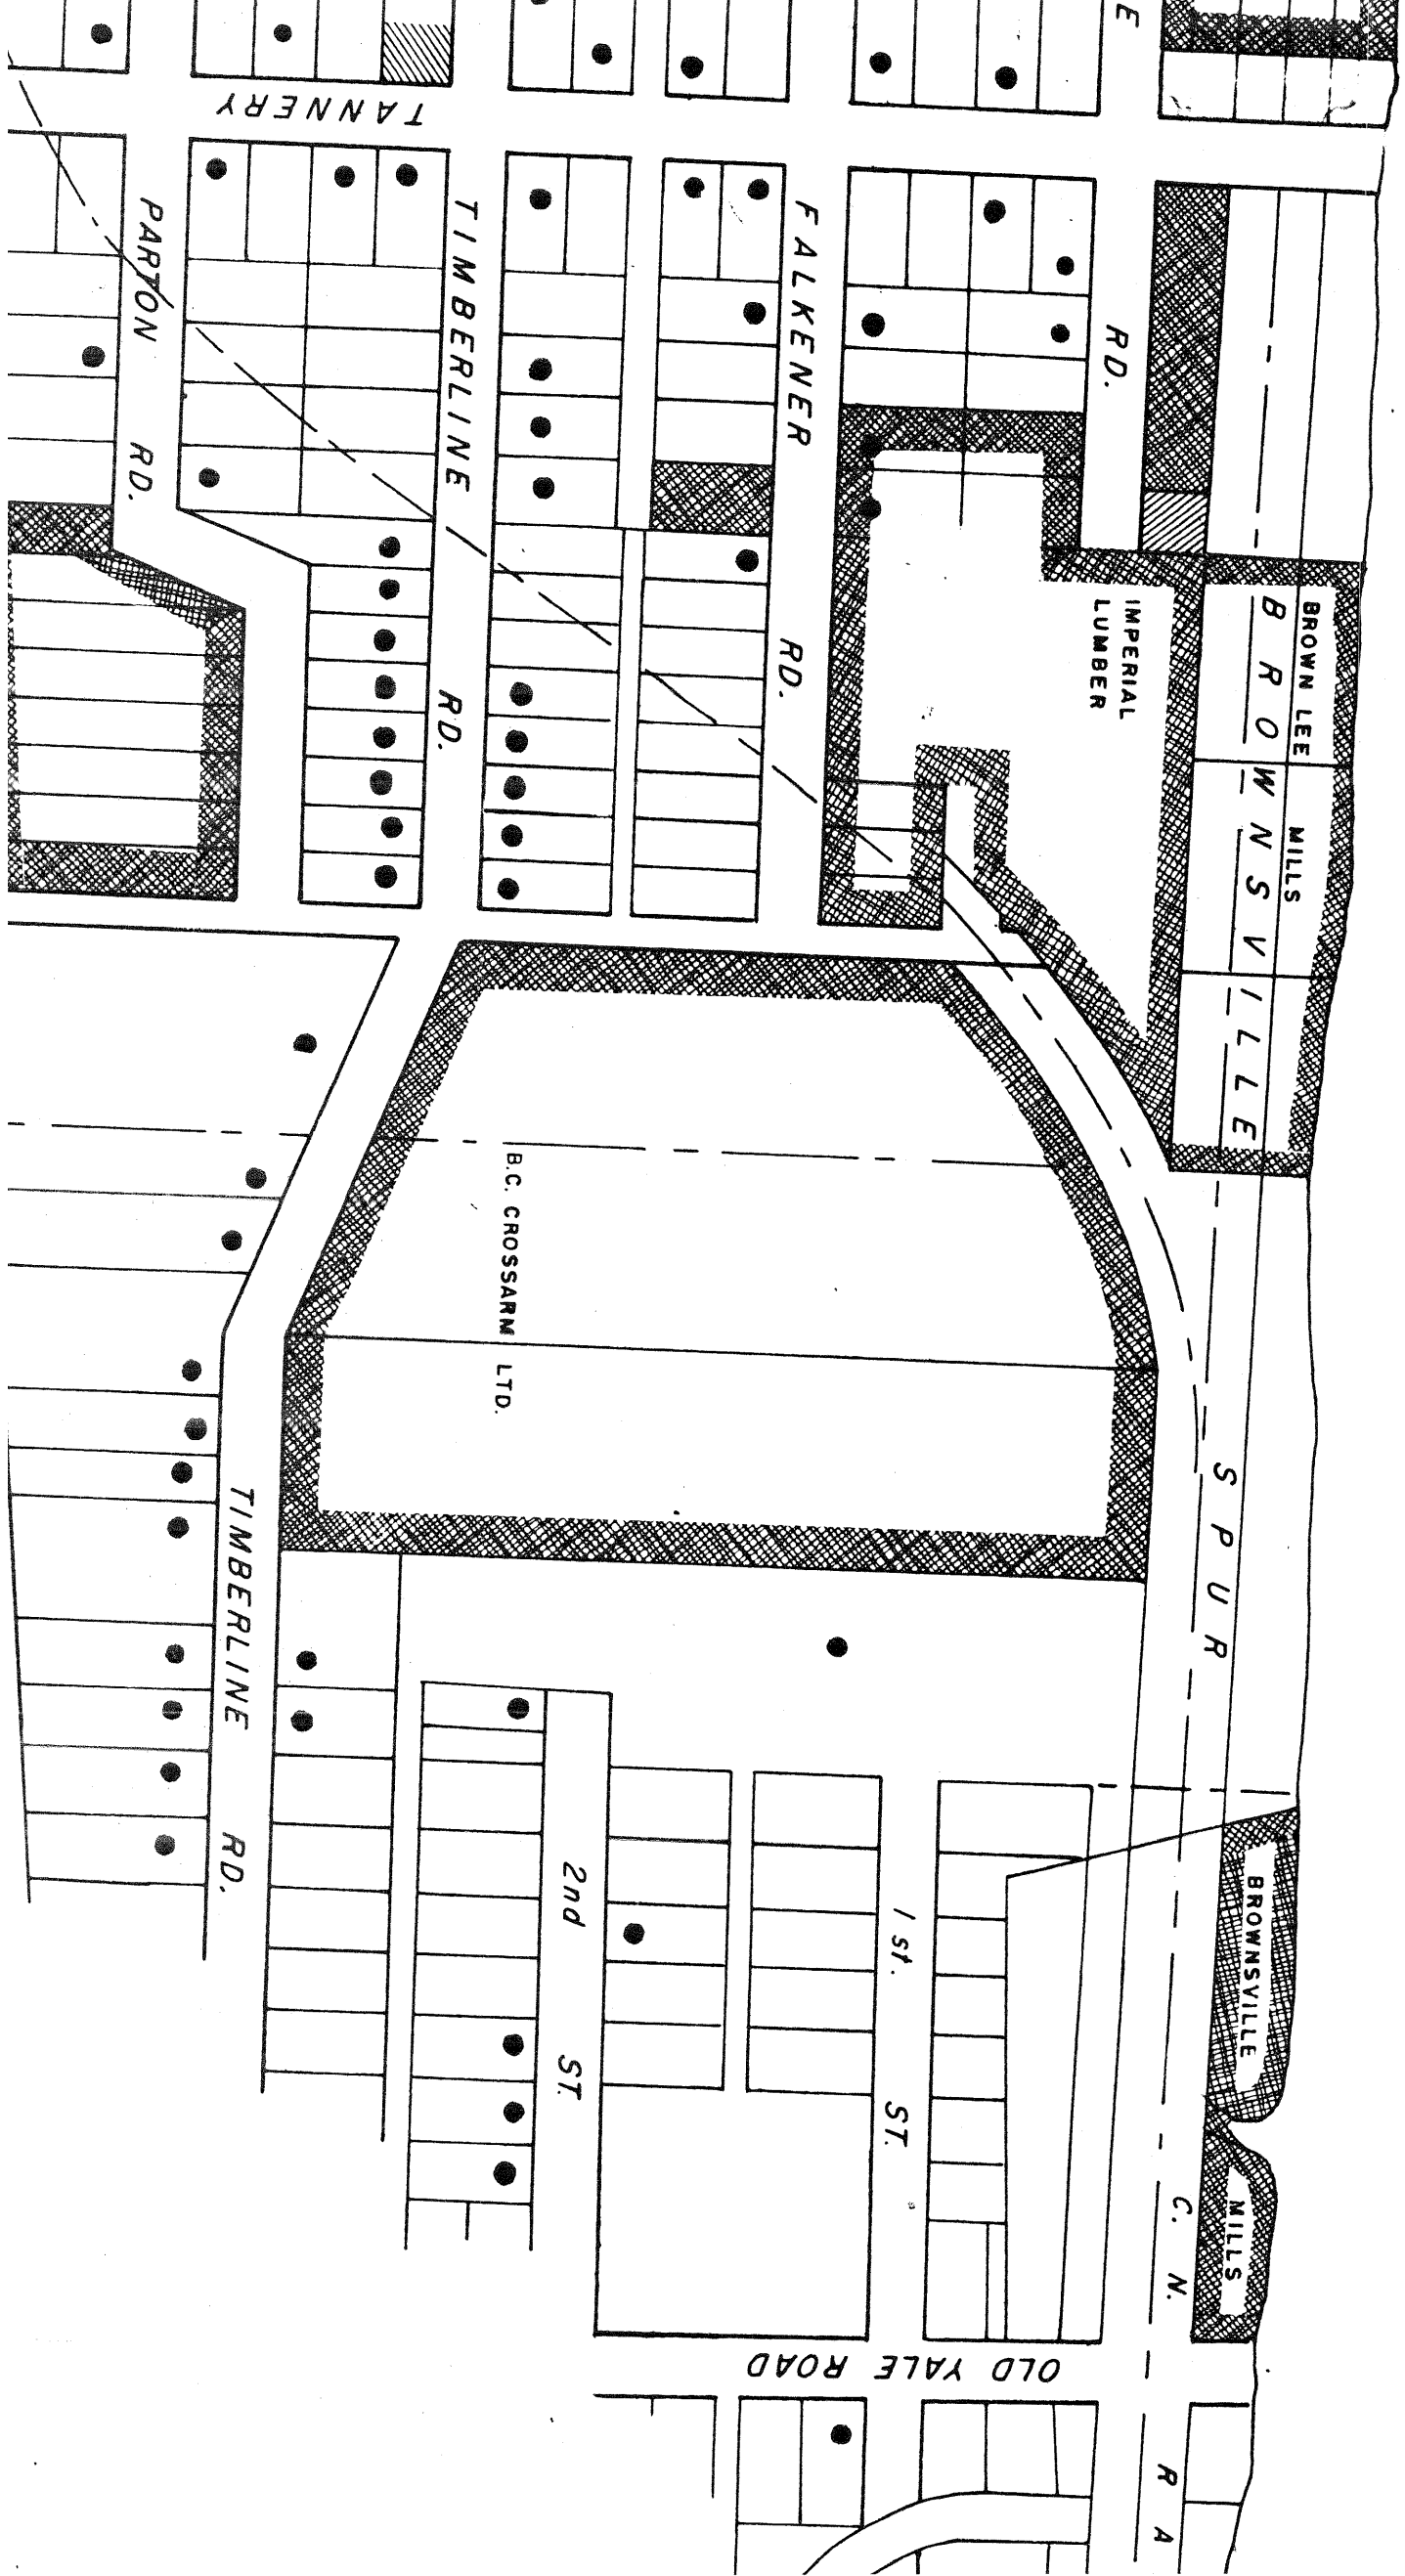 E RD.
TANNERY
PARTON RD.
TIMBERLINE RD.
FALKENER RD.
IMPERIAL
LUMBER
BROWN LEE MILLS
BROWNSVILLE SPUR
B.C. CROSSARM LTD.
TIMBERLINE RD.
2nd ST.
1st. ST.
BROWNSVILLE MILLS
C. N. RA
OLD YALE ROAD